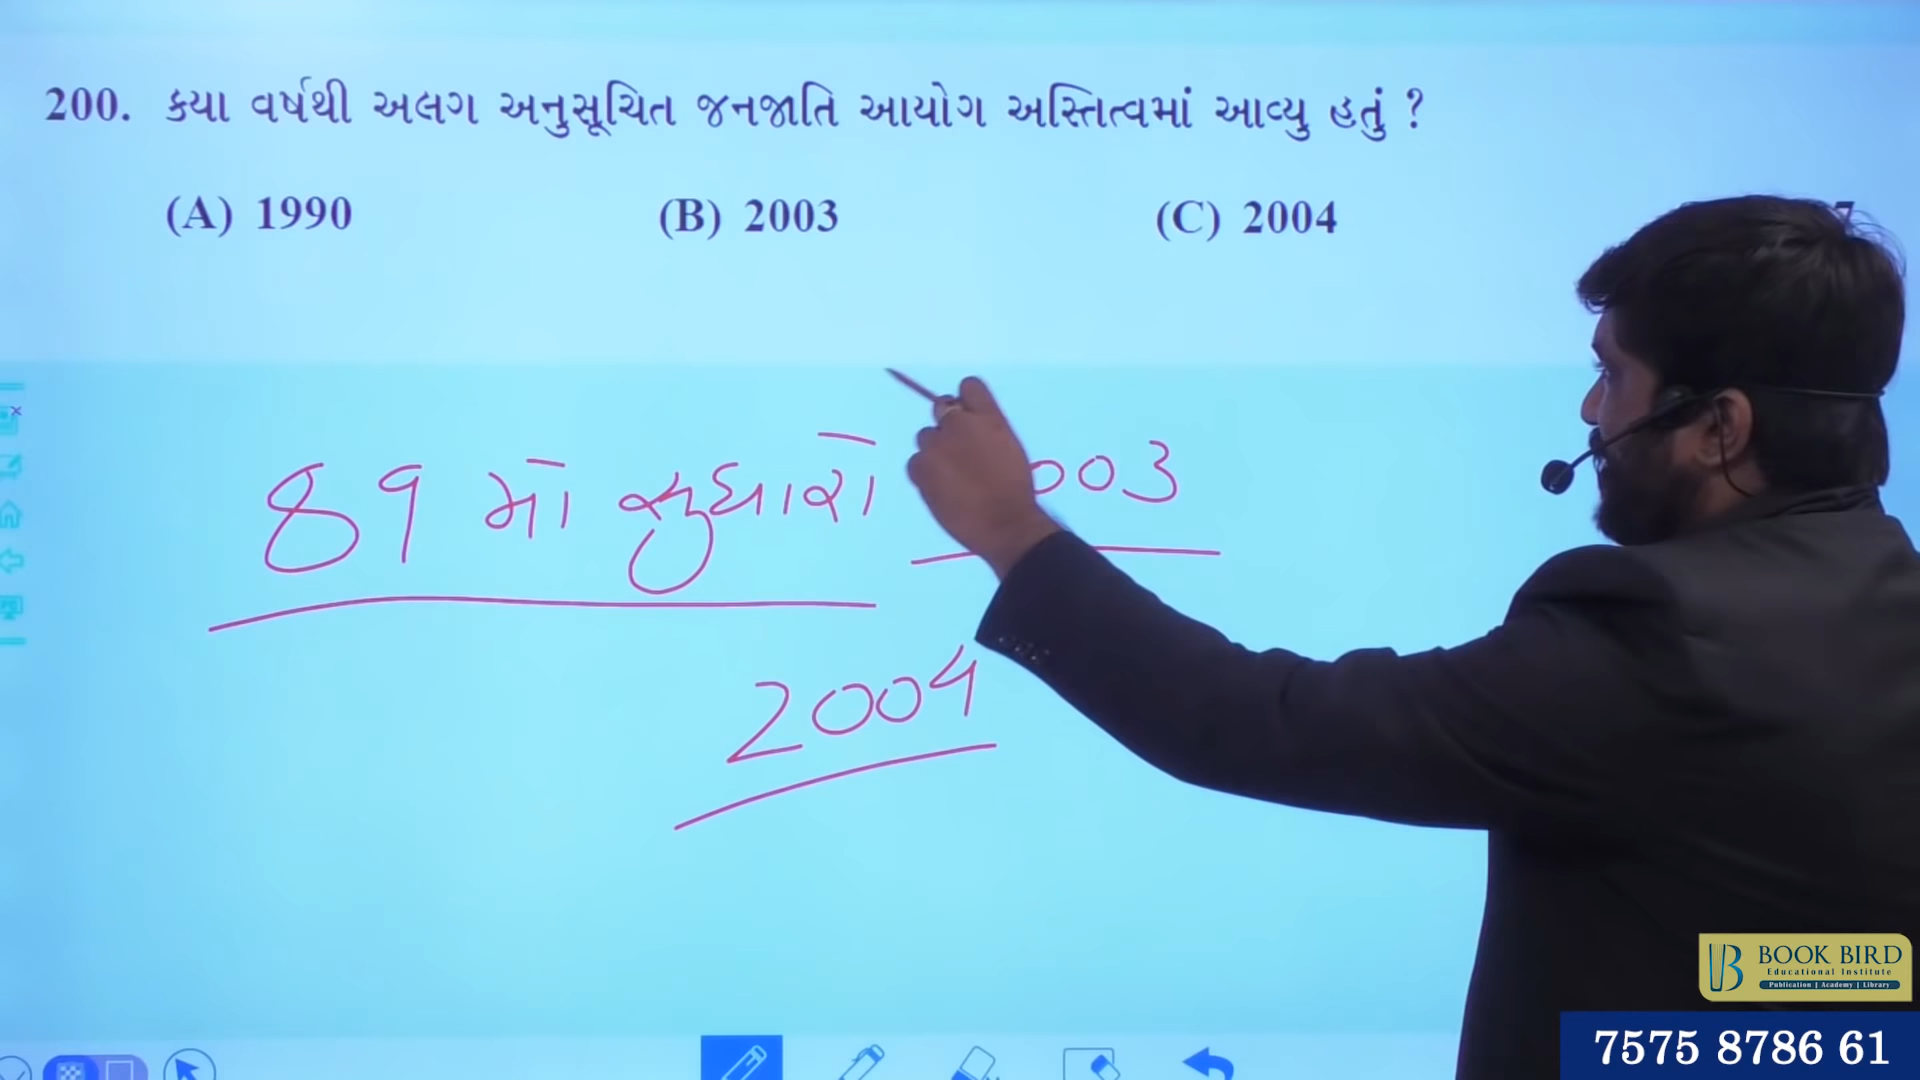 200. કયા વર્ષથી અલગ અનુસૂચિત જનજાતિ આયોગ અસ્તિત્વમાં આવ્યુ હતું ?
(A) 1990 (B) 2003 (C) 2004 7
89 મો સુધારો 003
2004
BOOK BIRD
Educational Institute
Publication | Academy | Library
7575 8786 61